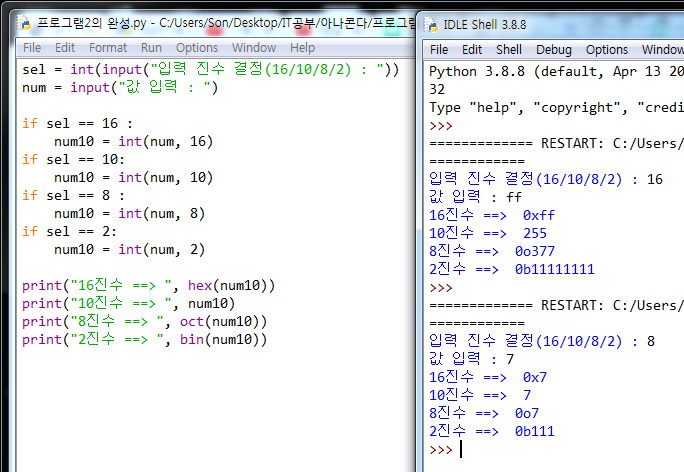 프로그램2의 완성.py - C:/Users/Son/Desktop/IT공부/아나콘다/프로그램
File Edit Format Run Options Window Help
sel = int(input("입력 진수 결정(16/10/8/2) : "))
num = input("값 입력 : ")
if sel == 16 :
num10 = int(num, 16)
if sel == 10:
num10 = int(num, 10)
if sel == 8 :
num10 = int(num, 8)
if sel == 2:
num10 = int(num, 2)
print("16진수 ==> ", hex(num10))
print("10진수 ==> ", num10)
print("8진수 ==> ", oct(num10))
print("2진수 ==> ", bin(num10))
IDLE Shell 3.8.8
File Edit Shell Debug Options Window
Python 3.8.8 (default, Apr 13 20
32
Type "help", "copyright", "credi
>>>
============= RESTART: C:/Users/
============
입력 진수 결정(16/10/8/2) : 16
값 입력 : ff
16진수 ==>  0xff
10진수 ==>  255
8진수 ==>  0o377
2진수 ==>  0b11111111
>>>
============= RESTART: C:/Users/
============
입력 진수 결정(16/10/8/2) : 8
값 입력 : 7
16진수 ==>  0x7
10진수 ==>  7
8진수 ==>  0o7
2진수 ==>  0b111
>>>